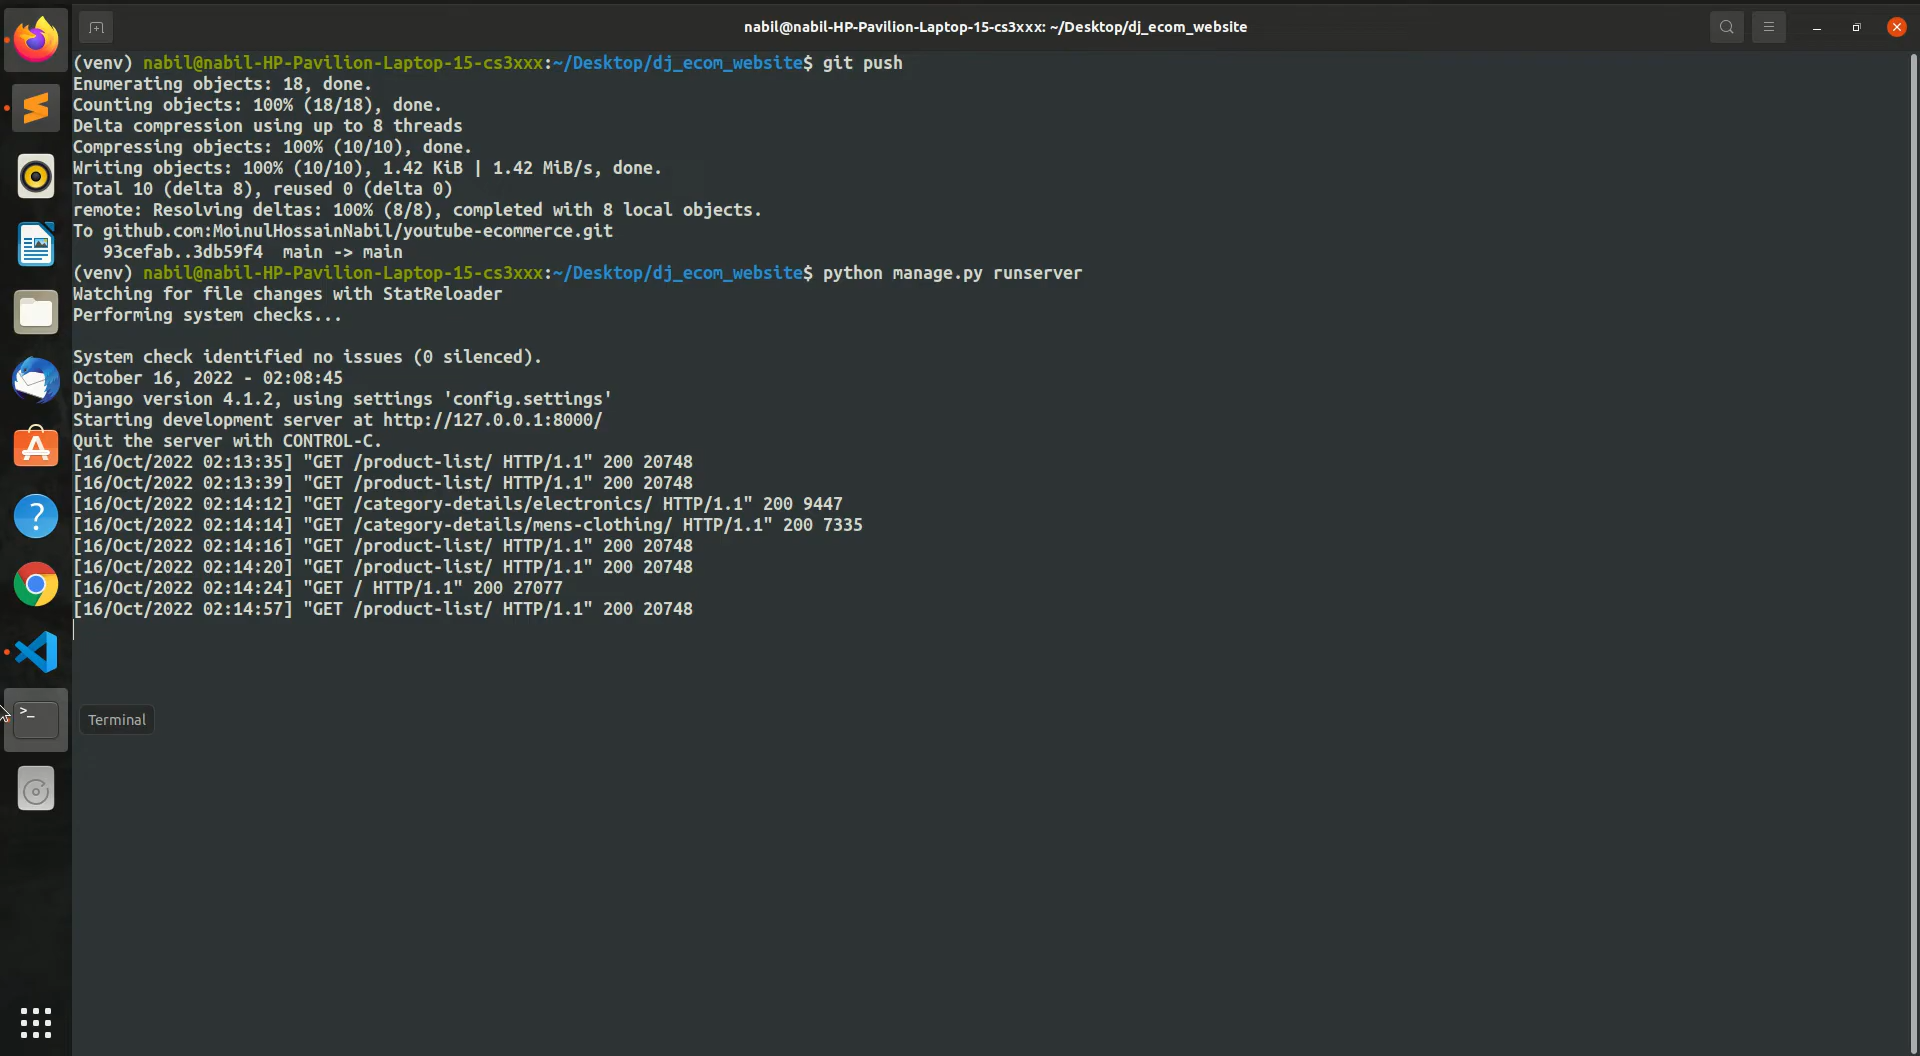 nabil@nabil-HP-Pavilion-Laptop-15-cs3xxx: ~/Desktop/dj_ecom_website
(venv) nabil@nabil-HP-Pavilion-Laptop-15-cs3xxx:~/Desktop/dj_ecom_website$ git push
Enumerating objects: 18, done.
Counting objects: 100% (18/18), done.
Delta compression using up to 8 threads
Compressing objects: 100% (10/10), done.
Writing objects: 100% (10/10), 1.42 KiB | 1.42 MiB/s, done.
Total 10 (delta 8), reused 0 (delta 0)
remote: Resolving deltas: 100% (8/8), completed with 8 local objects.
To github.com:MoinulHossainNabil/youtube-ecommerce.git
   93cefab..3db59f4  main -> main
(venv) nabil@nabil-HP-Pavilion-Laptop-15-cs3xxx:~/Desktop/dj_ecom_website$ python manage.py runserver
Watching for file changes with StatReloader
Performing system checks...
System check identified no issues (0 silenced).
October 16, 2022 - 02:08:45
Django version 4.1.2, using settings 'config.settings'
Starting development server at http://127.0.0.1:8000/
Quit the server with CONTROL-C.
[16/Oct/2022 02:13:35] "GET /product-list/ HTTP/1.1" 200 20748
[16/Oct/2022 02:13:39] "GET /product-list/ HTTP/1.1" 200 20748
[16/Oct/2022 02:14:12] "GET /category-details/electronics/ HTTP/1.1" 200 9447
[16/Oct/2022 02:14:14] "GET /category-details/mens-clothing/ HTTP/1.1" 200 7335
[16/Oct/2022 02:14:16] "GET /product-list/ HTTP/1.1" 200 20748
[16/Oct/2022 02:14:20] "GET /product-list/ HTTP/1.1" 200 20748
[16/Oct/2022 02:14:24] "GET / HTTP/1.1" 200 27077
[16/Oct/2022 02:14:57] "GET /product-list/ HTTP/1.1" 200 20748
Terminal